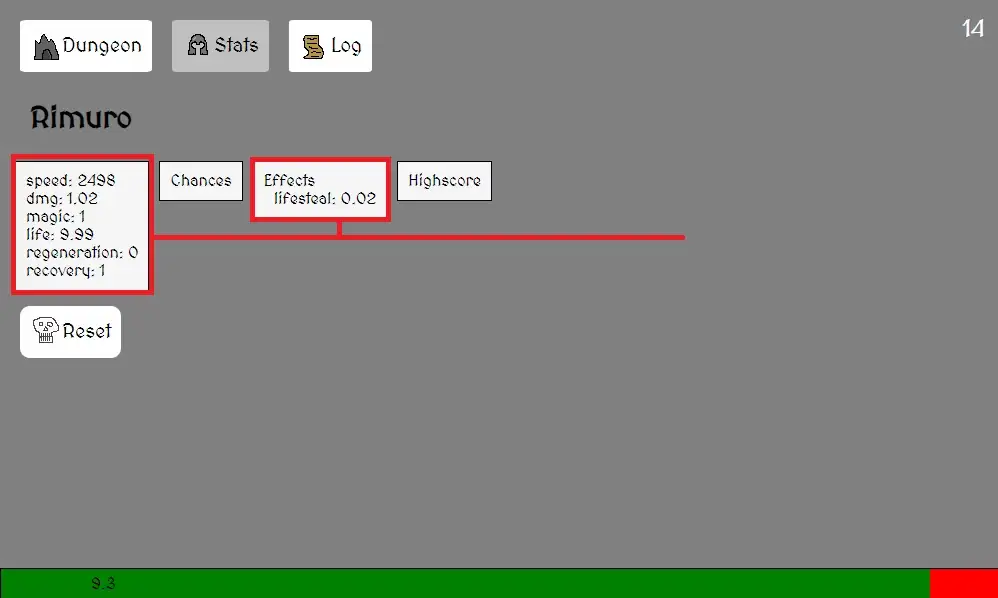 Dungeon
Stats
Log
14
Rimuro
speed: 2498
dmg: 1.02
magic: 1
life: 9.99
regeneration: 0
recovery: 1
Chances
Effects
lifesteal: 0.02
Highscore
Reset
9.3